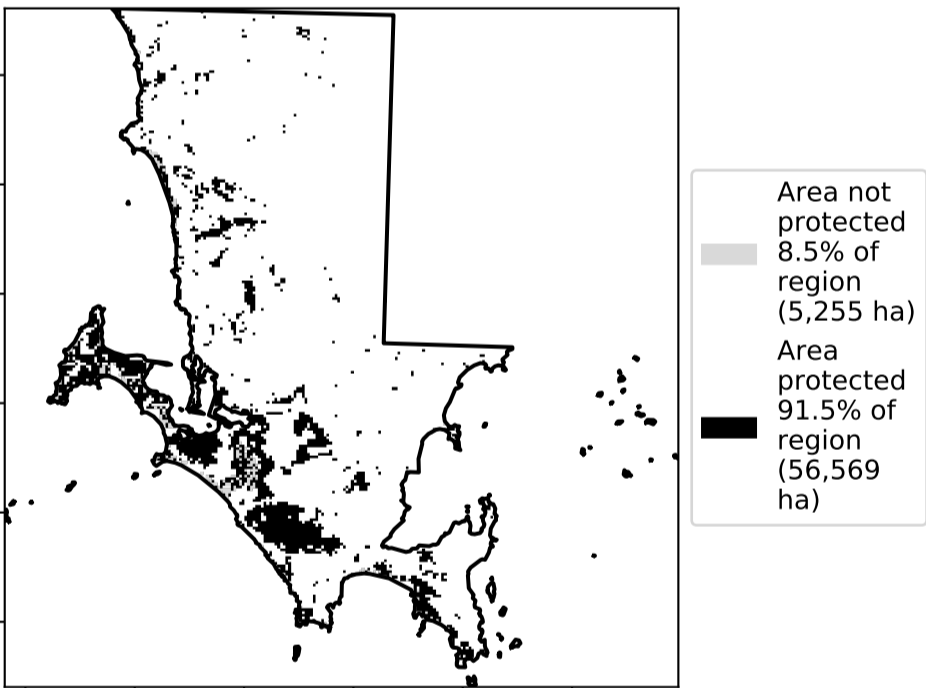 Area not
protected
8.5% of
region
(5,255 ha)
Area
protected
91.5% of
region
(56,569
ha)